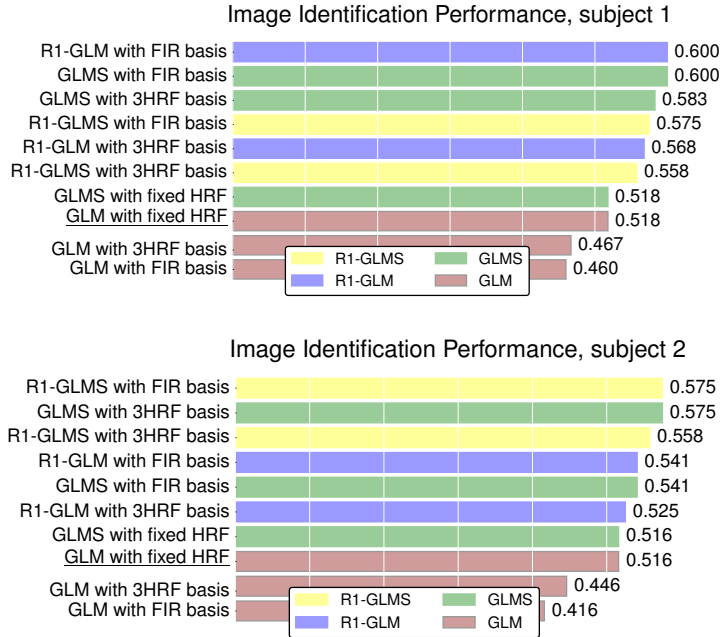 Image Identification Performance, subject 1
R1-GLM with FIR basis 0.600
GLMS with FIR basis 0.600
GLMS with 3HRF basis 0.583
R1-GLMS with FIR basis 0.575
R1-GLM with 3HRF basis 0.568
R1-GLMS with 3HRF basis 0.558
GLMS with fixed HRF 0.518
GLM with fixed HRF 0.518
GLM with 3HRF basis 0.467
GLM with FIR basis 0.460
R1-GLMS GLMS
R1-GLM GLM
Image Identification Performance, subject 2
R1-GLMS with FIR basis 0.575
GLMS with 3HRF basis 0.575
R1-GLMS with 3HRF basis 0.558
R1-GLM with FIR basis 0.541
GLMS with FIR basis 0.541
R1-GLM with 3HRF basis 0.525
GLMS with fixed HRF 0.516
GLM with fixed HRF 0.516
GLM with 3HRF basis 0.446
GLM with FIR basis 0.416
R1-GLMS GLMS
R1-GLM GLM